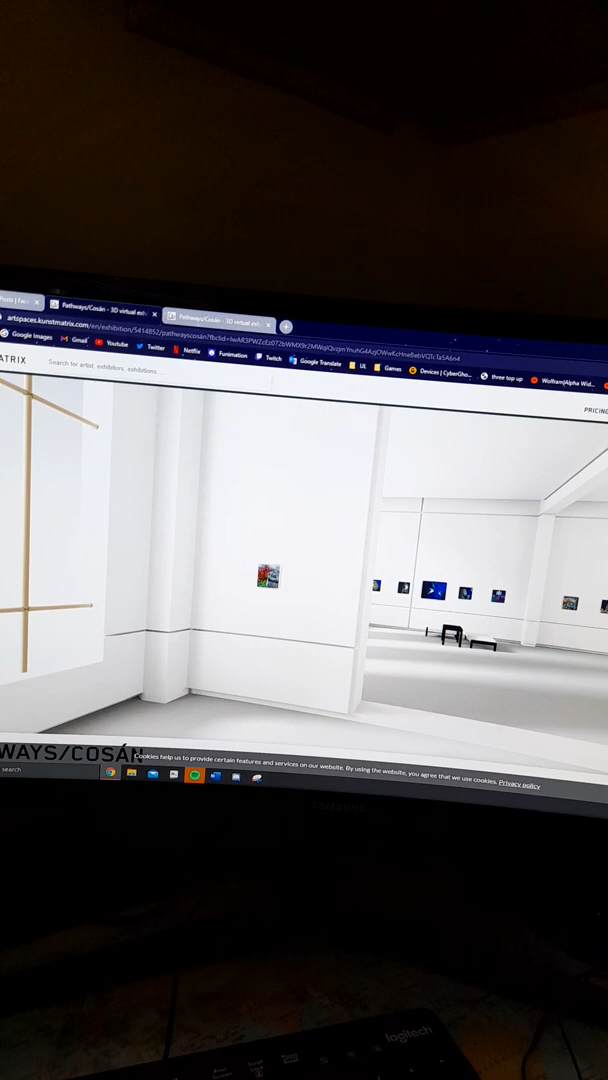 Pathways/Cosán - 3D virtual exh
Pathways/Cosán - 3D virtual exh
artspaces.kunstmatrix.com/en/exhibition/5414852/pathwayscosán?fbclid=
Google Images Gmail Youtube Twitter Netflix Funimation Twitch Google Translate UL Games Devices | CyberGho... three top up Wolfram|Alpha Wid...
ATRIX Search for artist, exhibitors, exhibitions... PRICING
WAYS/COSÁN
Cookies help us to provide certain features and services on our website. By using the website, you agree that we use cookies. Privacy policy
search
SAMSUNG
logitech